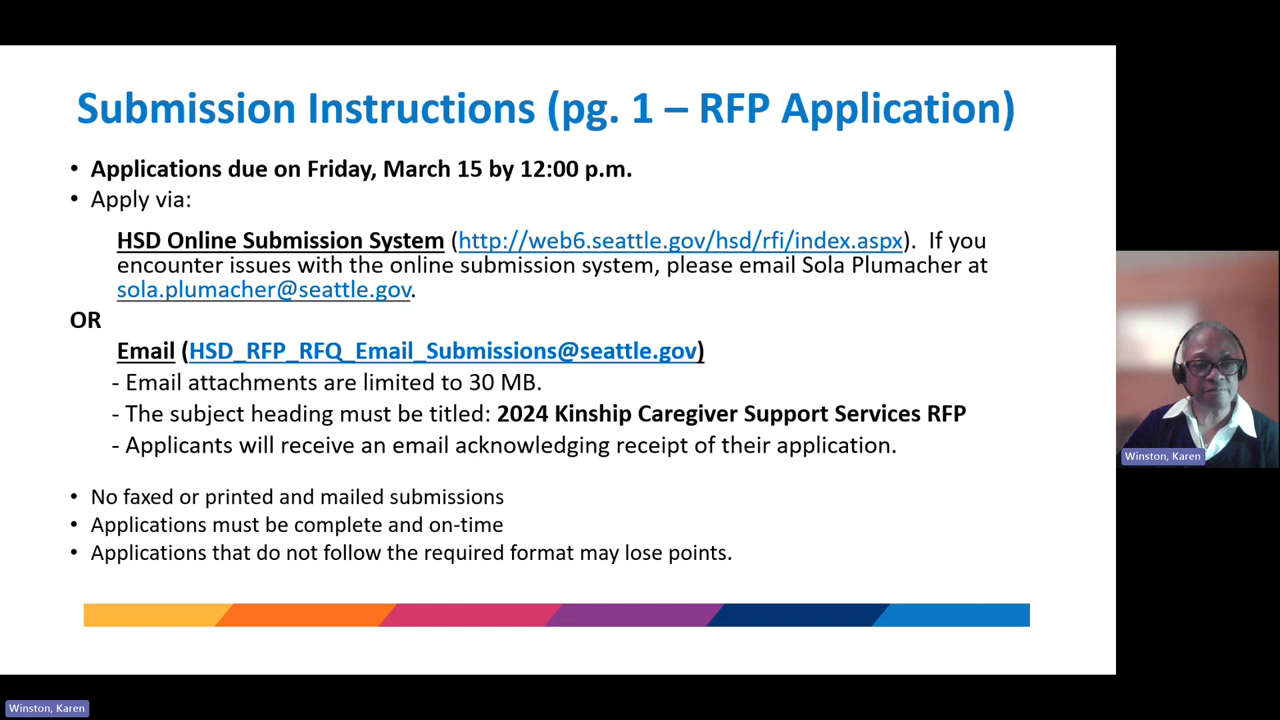 Submission Instructions (pg. 1 – RFP Application)
• Applications due on Friday, March 15 by 12:00 p.m.
• Apply via:
HSD Online Submission System (http://web6.seattle.gov/hsd/rfi/index.aspx).  If you
encounter issues with the online submission system, please email Sola Plumacher at
sola.plumacher@seattle.gov.
OR
Email (HSD_RFP_RFQ_Email_Submissions@seattle.gov)
- Email attachments are limited to 30 MB.
- The subject heading must be titled: 2024 Kinship Caregiver Support Services RFP
- Applicants will receive an email acknowledging receipt of their application.
• No faxed or printed and mailed submissions
• Applications must be complete and on-time
• Applications that do not follow the required format may lose points.
Winston, Karen
Winston, Karen